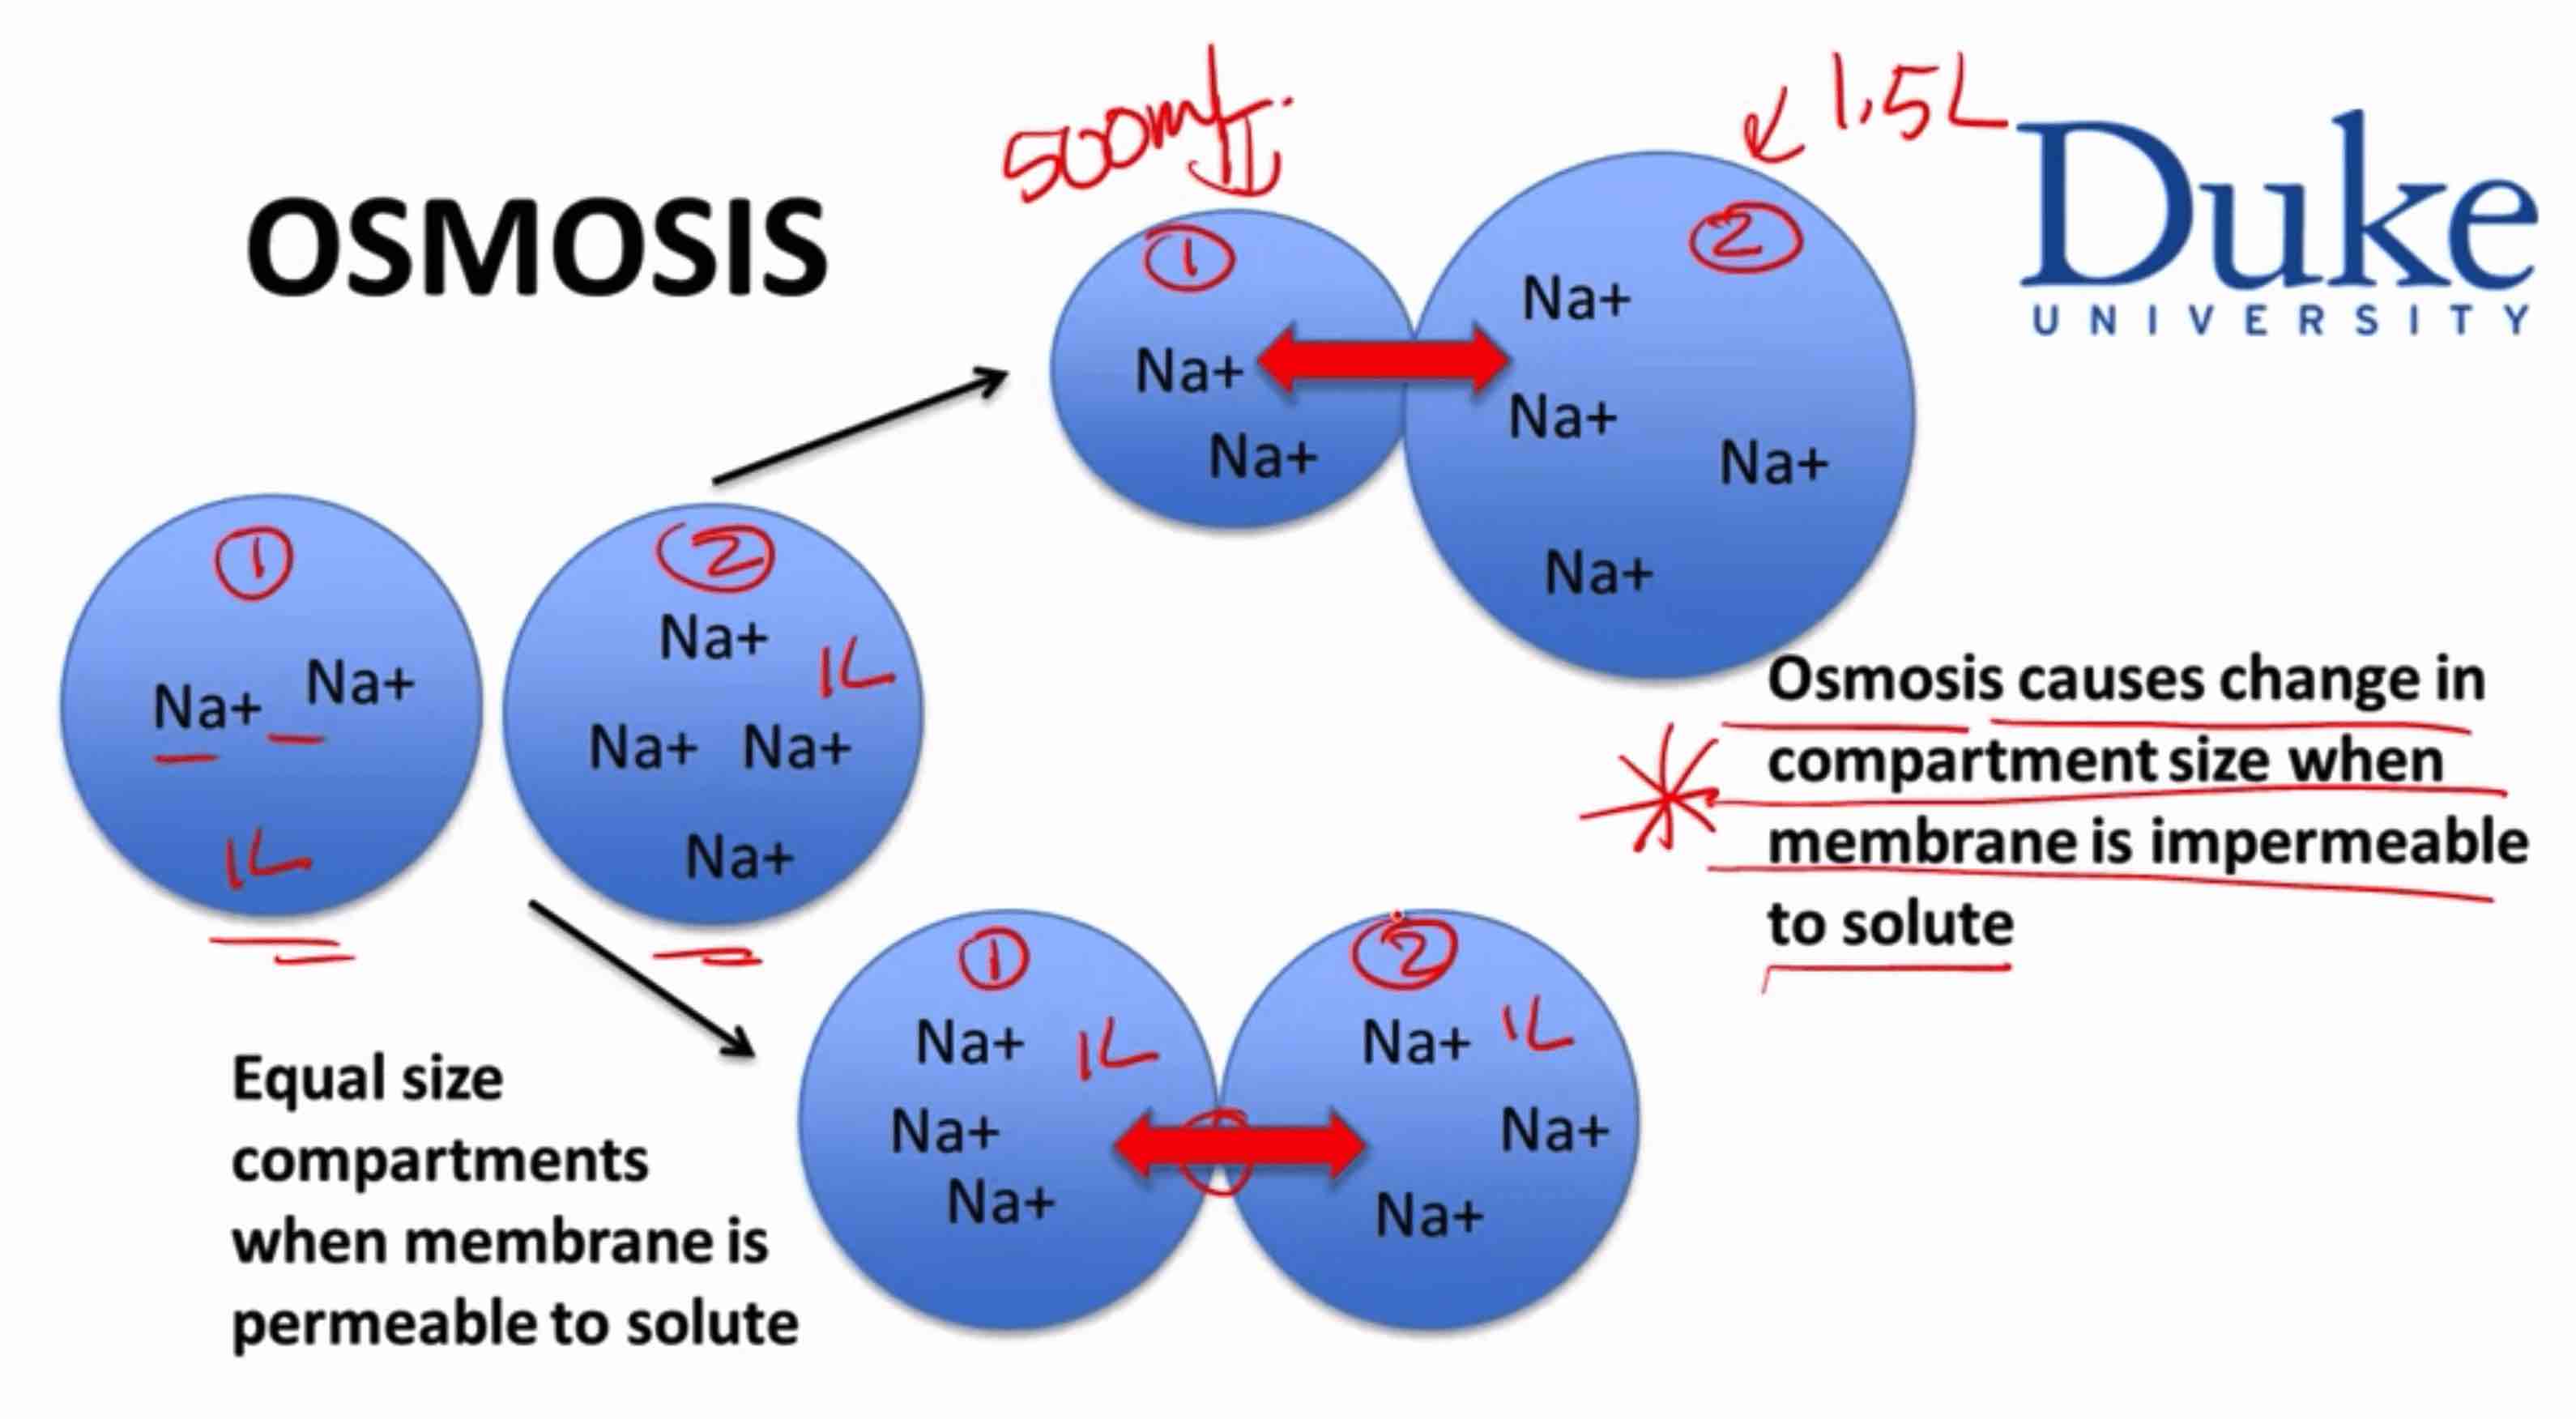 OSMOSIS
500ml
1.5L
Duke
UNIVERSITY
1
2
Na+
Na+
Na+
Na+
Na+
Na+
1
2
Na+
Na+
1L
Na+
Na+
Na+ Na+
Na+
1L
Osmosis causes change in
compartment size when
membrane is impermeable
to solute
1
2
Na+ 1L
Na+ 1L
Na+
Na+
Na+
Na+
Equal size
compartments
when membrane is
permeable to solute